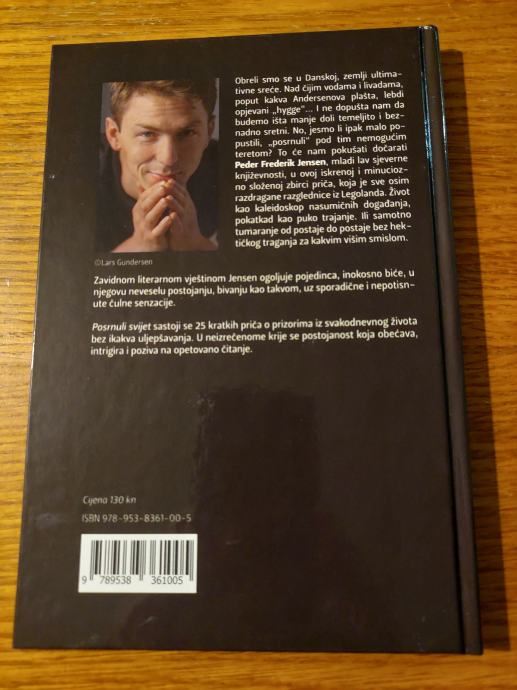 Obreli smo se u Danskoj, zemlji ultima-
tivne sreće. Nad čijim vodama i livadama,
poput kakva Andersenova plašta, lebdi
opjevani „hygge“... I ne dopušta nam da
budemo išta manje doli temeljito i bez-
nadno sretni. No, jesmo li ipak malo po-
pustili, „posrnuli“ pod tim nemogućim
teretom? To će nam pokušati dočarati
Peder Frederik Jensen, mladi lav sjeverne
književnosti, u ovoj iskrenoj i minucioz-
no složenoj zbirci priča, koja je sve osim
razdragane razglednice iz Legolanda. Život
kao kaleidoskop nasumičnih događanja,
pokatkad kao puko trajanje. Ili samotno
tumaranje od postaje do postaje bez hek-
tičkog traganja za kakvim višim smislom.
©Lars Gundersen
Zavidnom literarnom vještinom Jensen ogoljuje pojedinca, inokosno biće, u
njegovu neveselu postojanju, bivanju kao takvom, uz sporadične i nepotisn-
ute ćulne senzacije.
Posrnuli svijet sastoji se 25 kratkih priča o prizorima iz svakodnevnog života
bez ikakva uljepšavanja. U neizrečenome krije se postojanost koja obećava,
intrigira i poziva na opetovano čitanje.
Cijena 130 kn
ISBN 978-953-8361-00-5
9 789538 361005